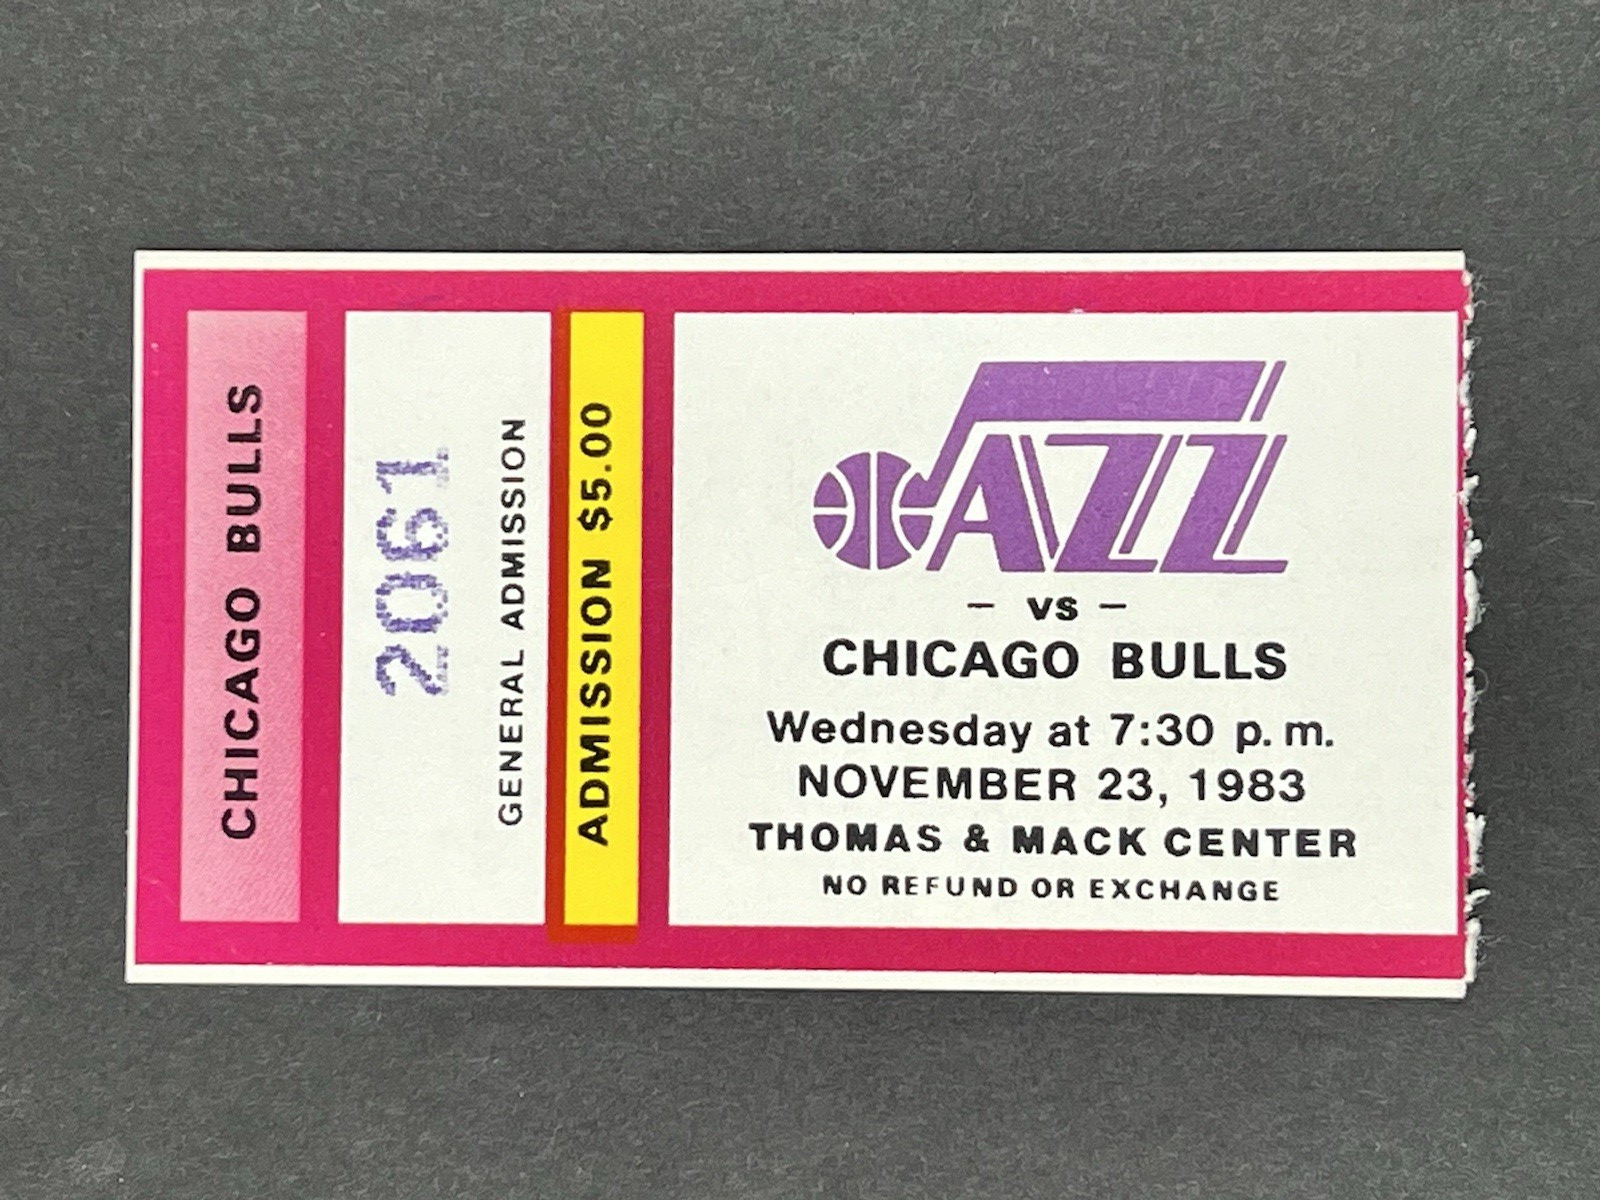 CHICAGO BULLS
2061
GENERAL ADMISSION
ADMISSION $5.00
JAZZ
- vs -
CHICAGO BULLS
Wednesday at 7:30 p.m.
NOVEMBER 23, 1983
THOMAS & MACK CENTER
NO REFUND OR EXCHANGE